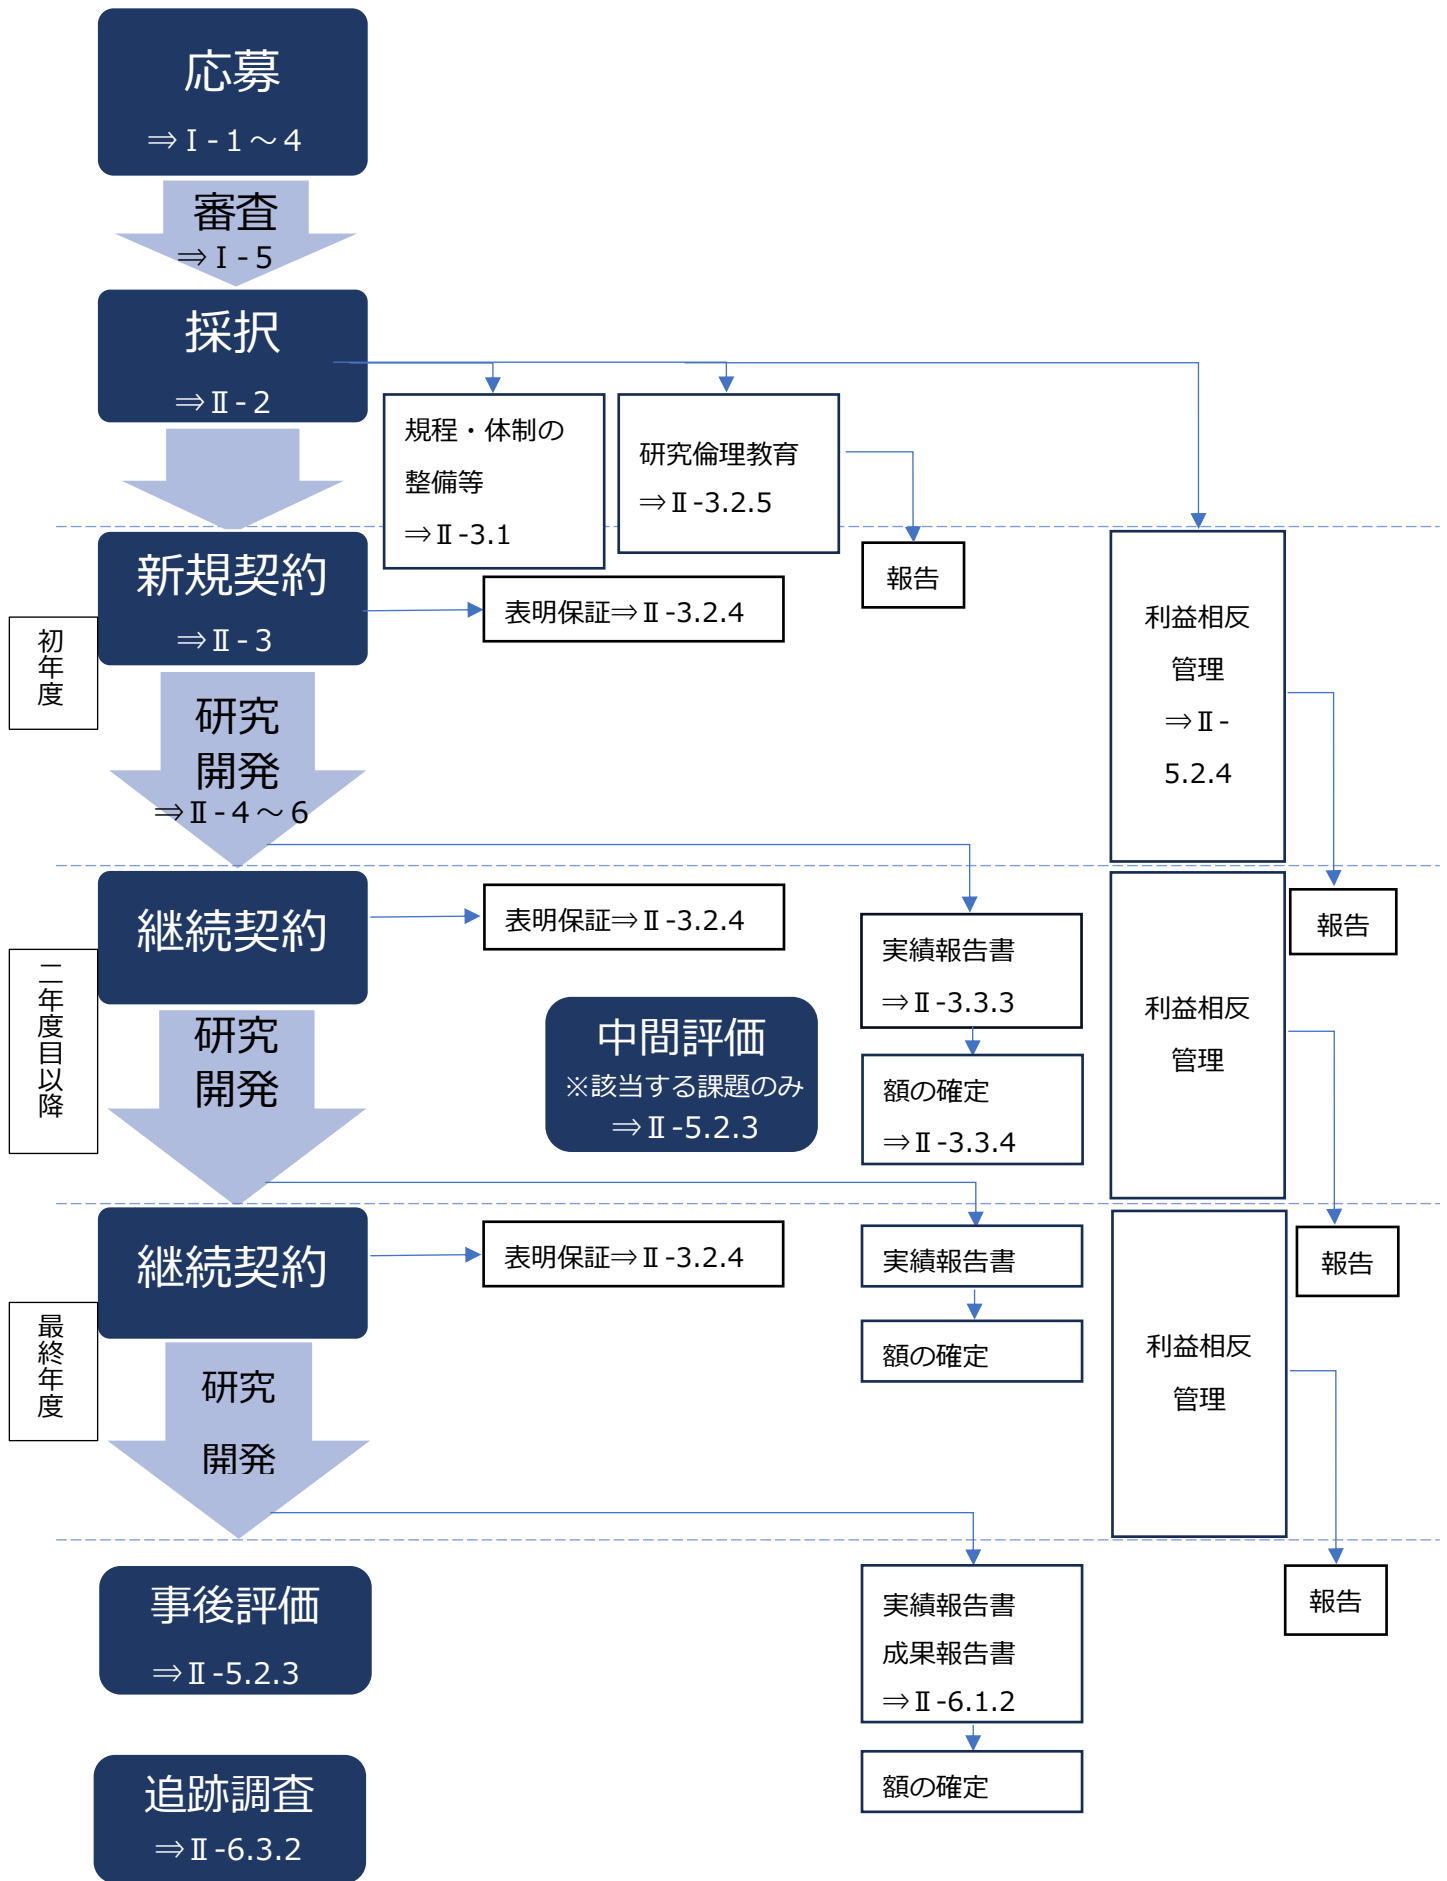 応募
⇒Ⅰ-1～4
審査
⇒Ⅰ-5
採択
⇒Ⅱ-2
規程・体制の
整備等
⇒Ⅱ-3.1
研究倫理教育
⇒Ⅱ-3.2.5
報告
新規契約
⇒Ⅱ-3
初年度
表明保証⇒Ⅱ-3.2.4
利益相反
管理
⇒Ⅱ-
5.2.4
研究
開発
⇒Ⅱ-4～6
継続契約
表明保証⇒Ⅱ-3.2.4
報告
二年度目以降
実績報告書
⇒Ⅱ-3.3.3
利益相反
管理
研究
開発
中間評価
※該当する課題のみ
⇒Ⅱ-5.2.3
額の確定
⇒Ⅱ-3.3.4
継続契約
表明保証⇒Ⅱ-3.2.4
実績報告書
報告
最終年度
額の確定
利益相反
管理
研究
開発
事後評価
⇒Ⅱ-5.2.3
実績報告書
成果報告書
⇒Ⅱ-6.1.2
報告
額の確定
追跡調査
⇒Ⅱ-6.3.2